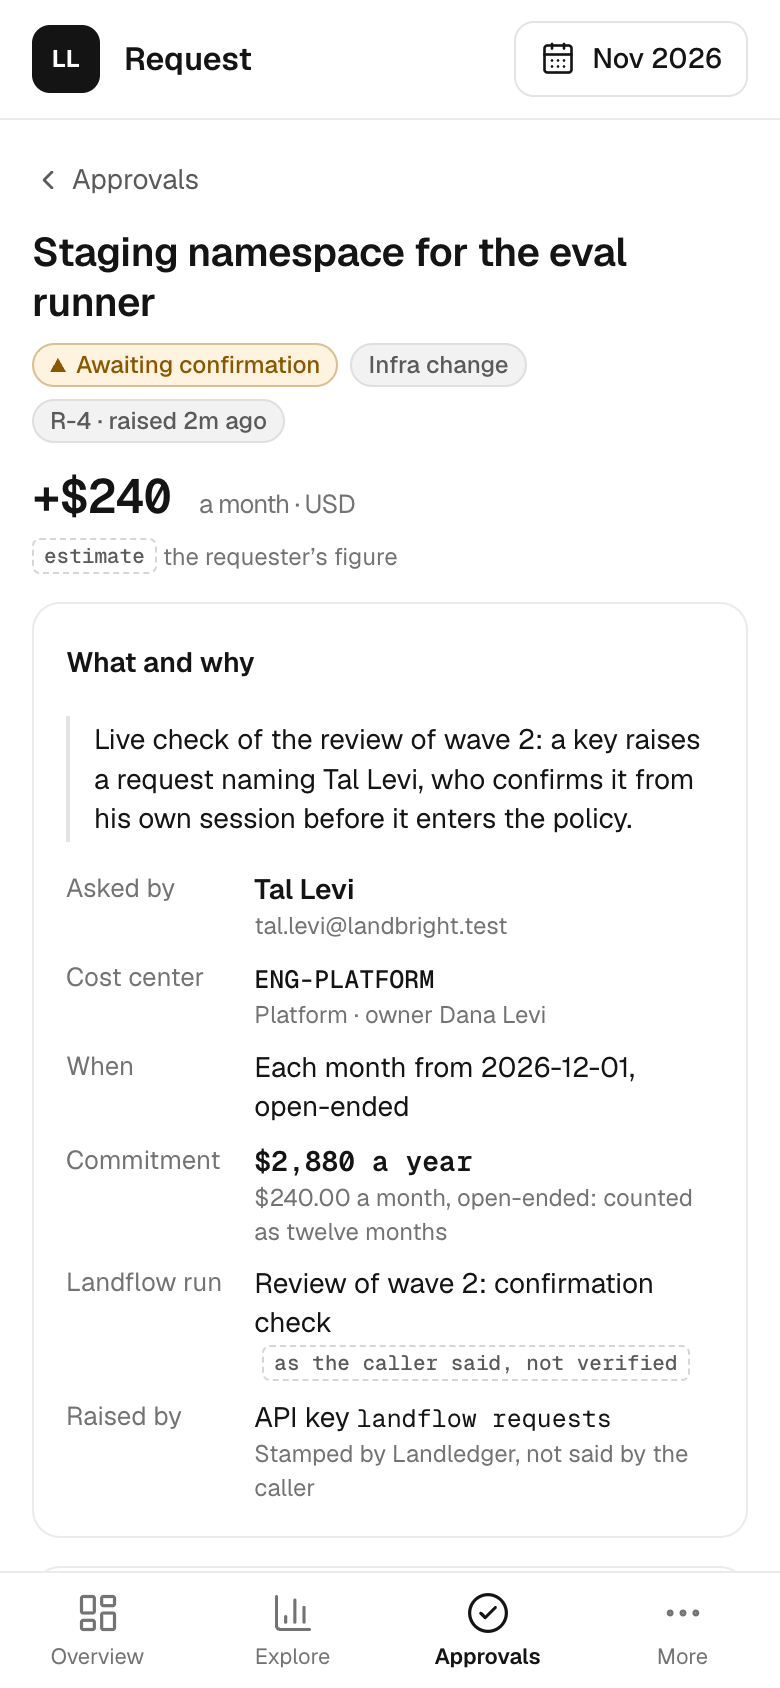 LL Request Nov 2026
Approvals
Staging namespace for the eval
runner
▲ Awaiting confirmation Infra change
R-4 · raised 2m ago
+$240 a month · USD
estimate the requester’s figure
What and why
Live check of the review of wave 2: a key raises
a request naming Tal Levi, who confirms it from
his own session before it enters the policy.
Asked by Tal Levi
tal.levi@landbright.test
Cost center ENG-PLATFORM
Platform · owner Dana Levi
When Each month from 2026-12-01,
open-ended
Commitment $2,880 a year
$240.00 a month, open-ended: counted
as twelve months
Landflow run Review of wave 2: confirmation
check
as the caller said, not verified
Raised by API key landflow requests
Stamped by Landledger, not said by the
caller
Overview Explore Approvals More